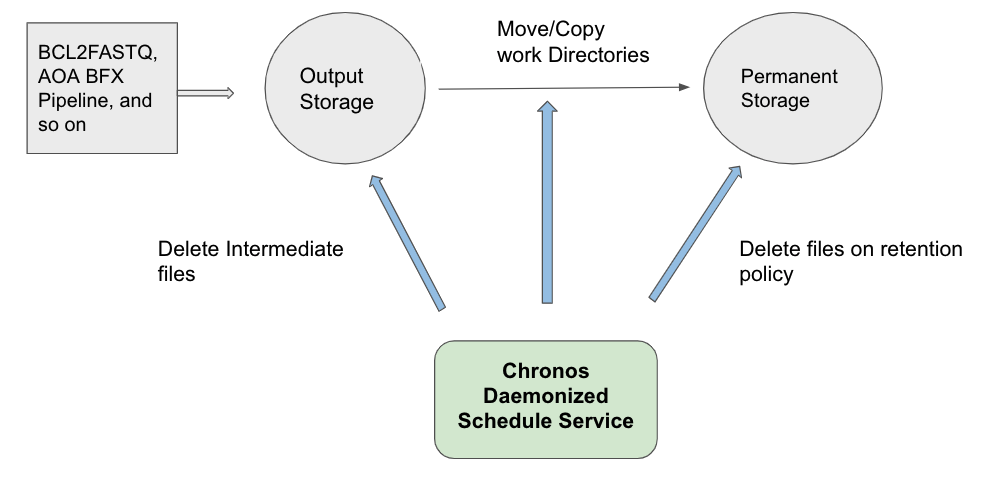 BCL2FASTQ,
AOA BFX
Pipeline, and
so on
Output
Storage
Move/Copy
work Directories
Permanent
Storage
Delete Intermediate
files
Delete files on retention
policy
Chronos
Daemonized
Schedule Service